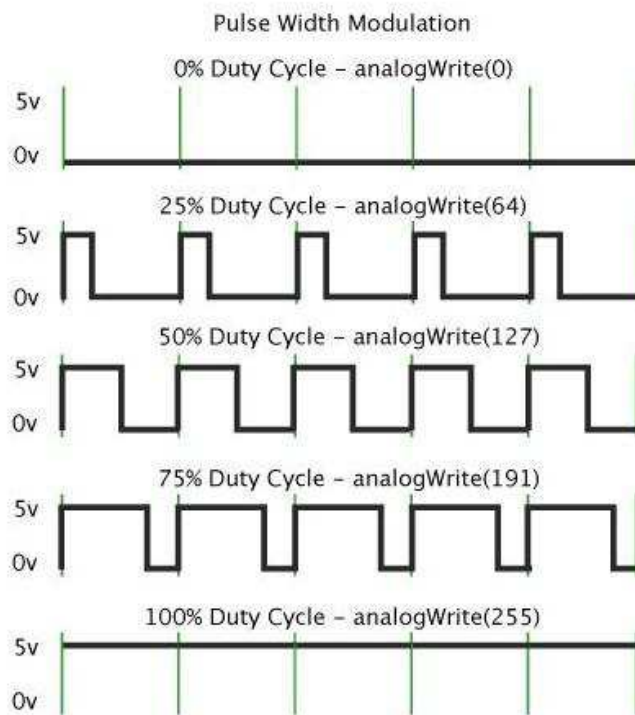 Pulse Width Modulation
0% Duty Cycle – analogWrite(0)
5v
0v
25% Duty Cycle – analogWrite(64)
5v
0v
50% Duty Cycle – analogWrite(127)
5v
0v
75% Duty Cycle – analogWrite(191)
5v
0v
100% Duty Cycle – analogWrite(255)
5v
0v